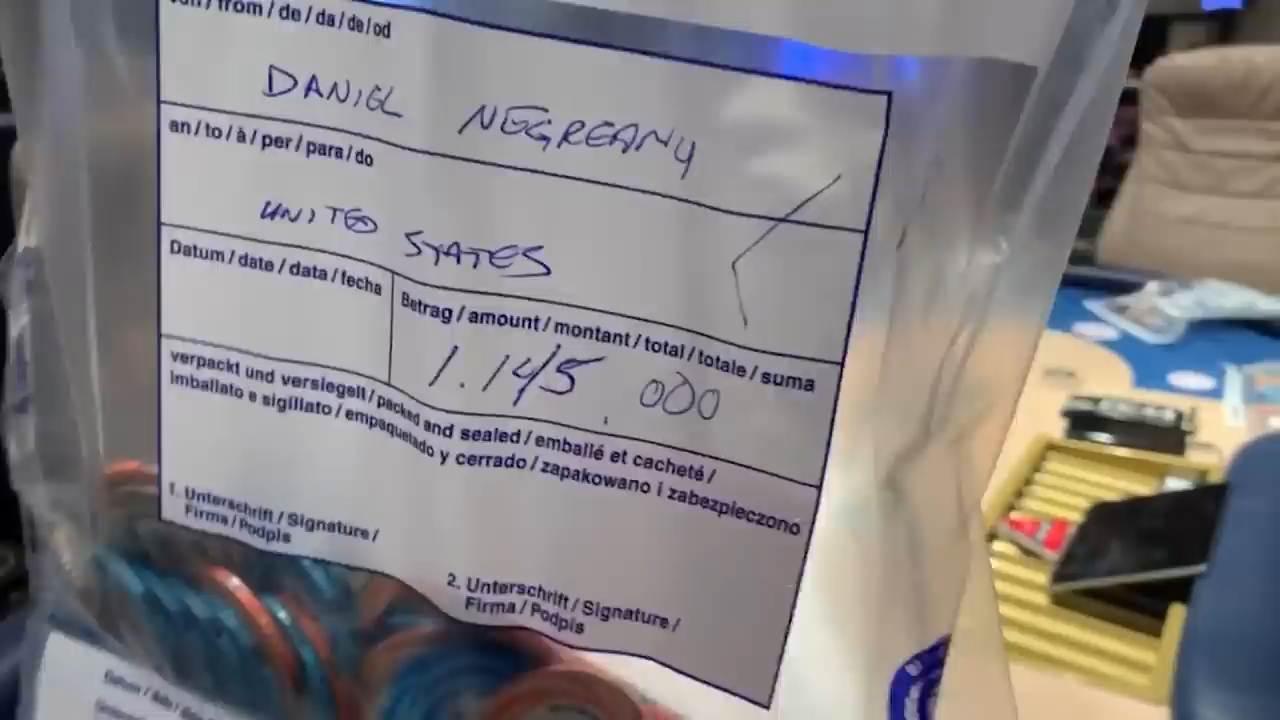 from / de / da / de / od
DANIEL NEGREANU
an / to / à / per / para / do
UNITED STATES
Datum / date / data / fecha
Betrag / amount / montant / total / totale / suma
1.145.000
verpackt und versiegelt / packed and sealed / emballé et cacheté /
imballato e sigillato / empaquetado y cerrado / zapakowano i zabezpieczono
1. Unterschrift / Signature /
Firma / Podpis
2. Unterschrift / Signature /
Firma / Podpis